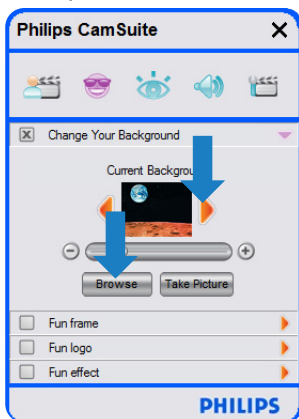 Philips CamSuite
Change Your Background
Current Backgrou
Browse Take Picture
Fun frame
Fun logo
Fun effect
PHILIPS